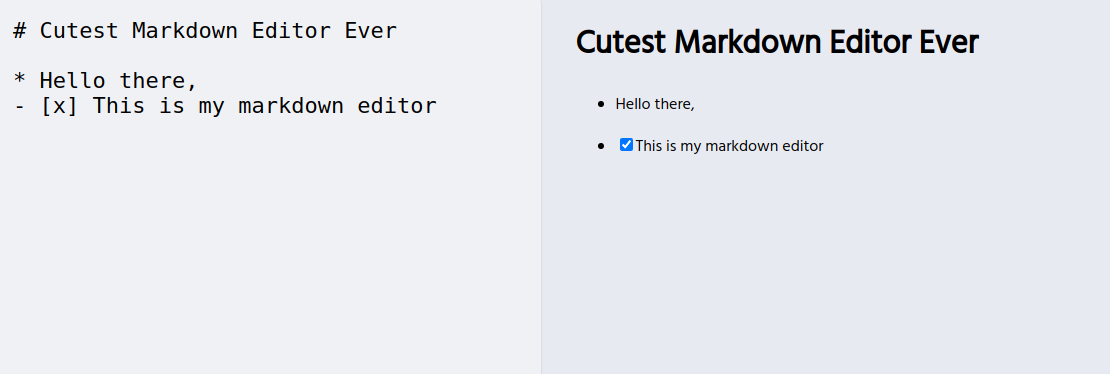 # Cutest Markdown Editor Ever
* Hello there,
- [x] This is my markdown editor
Cutest Markdown Editor Ever
• Hello there,
• ☑ This is my markdown editor